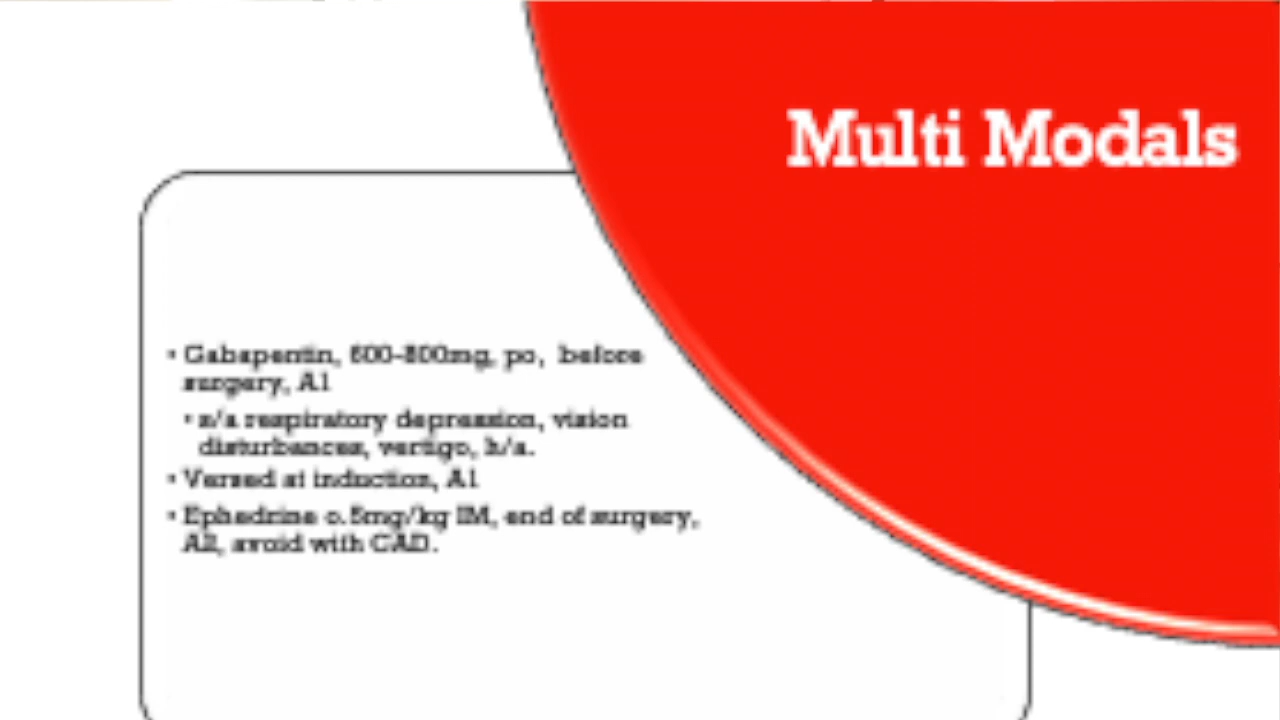 Multi Modals
• Gabapentin, 600-800mg, po, before
surgery, A1
• s/a respiratory depression, vision
disturbances, vertigo, h/a.
• Versed at induction, A1
• Ephedrine o.5mg/kg IM, end of surgery,
A2, avoid with CAD.